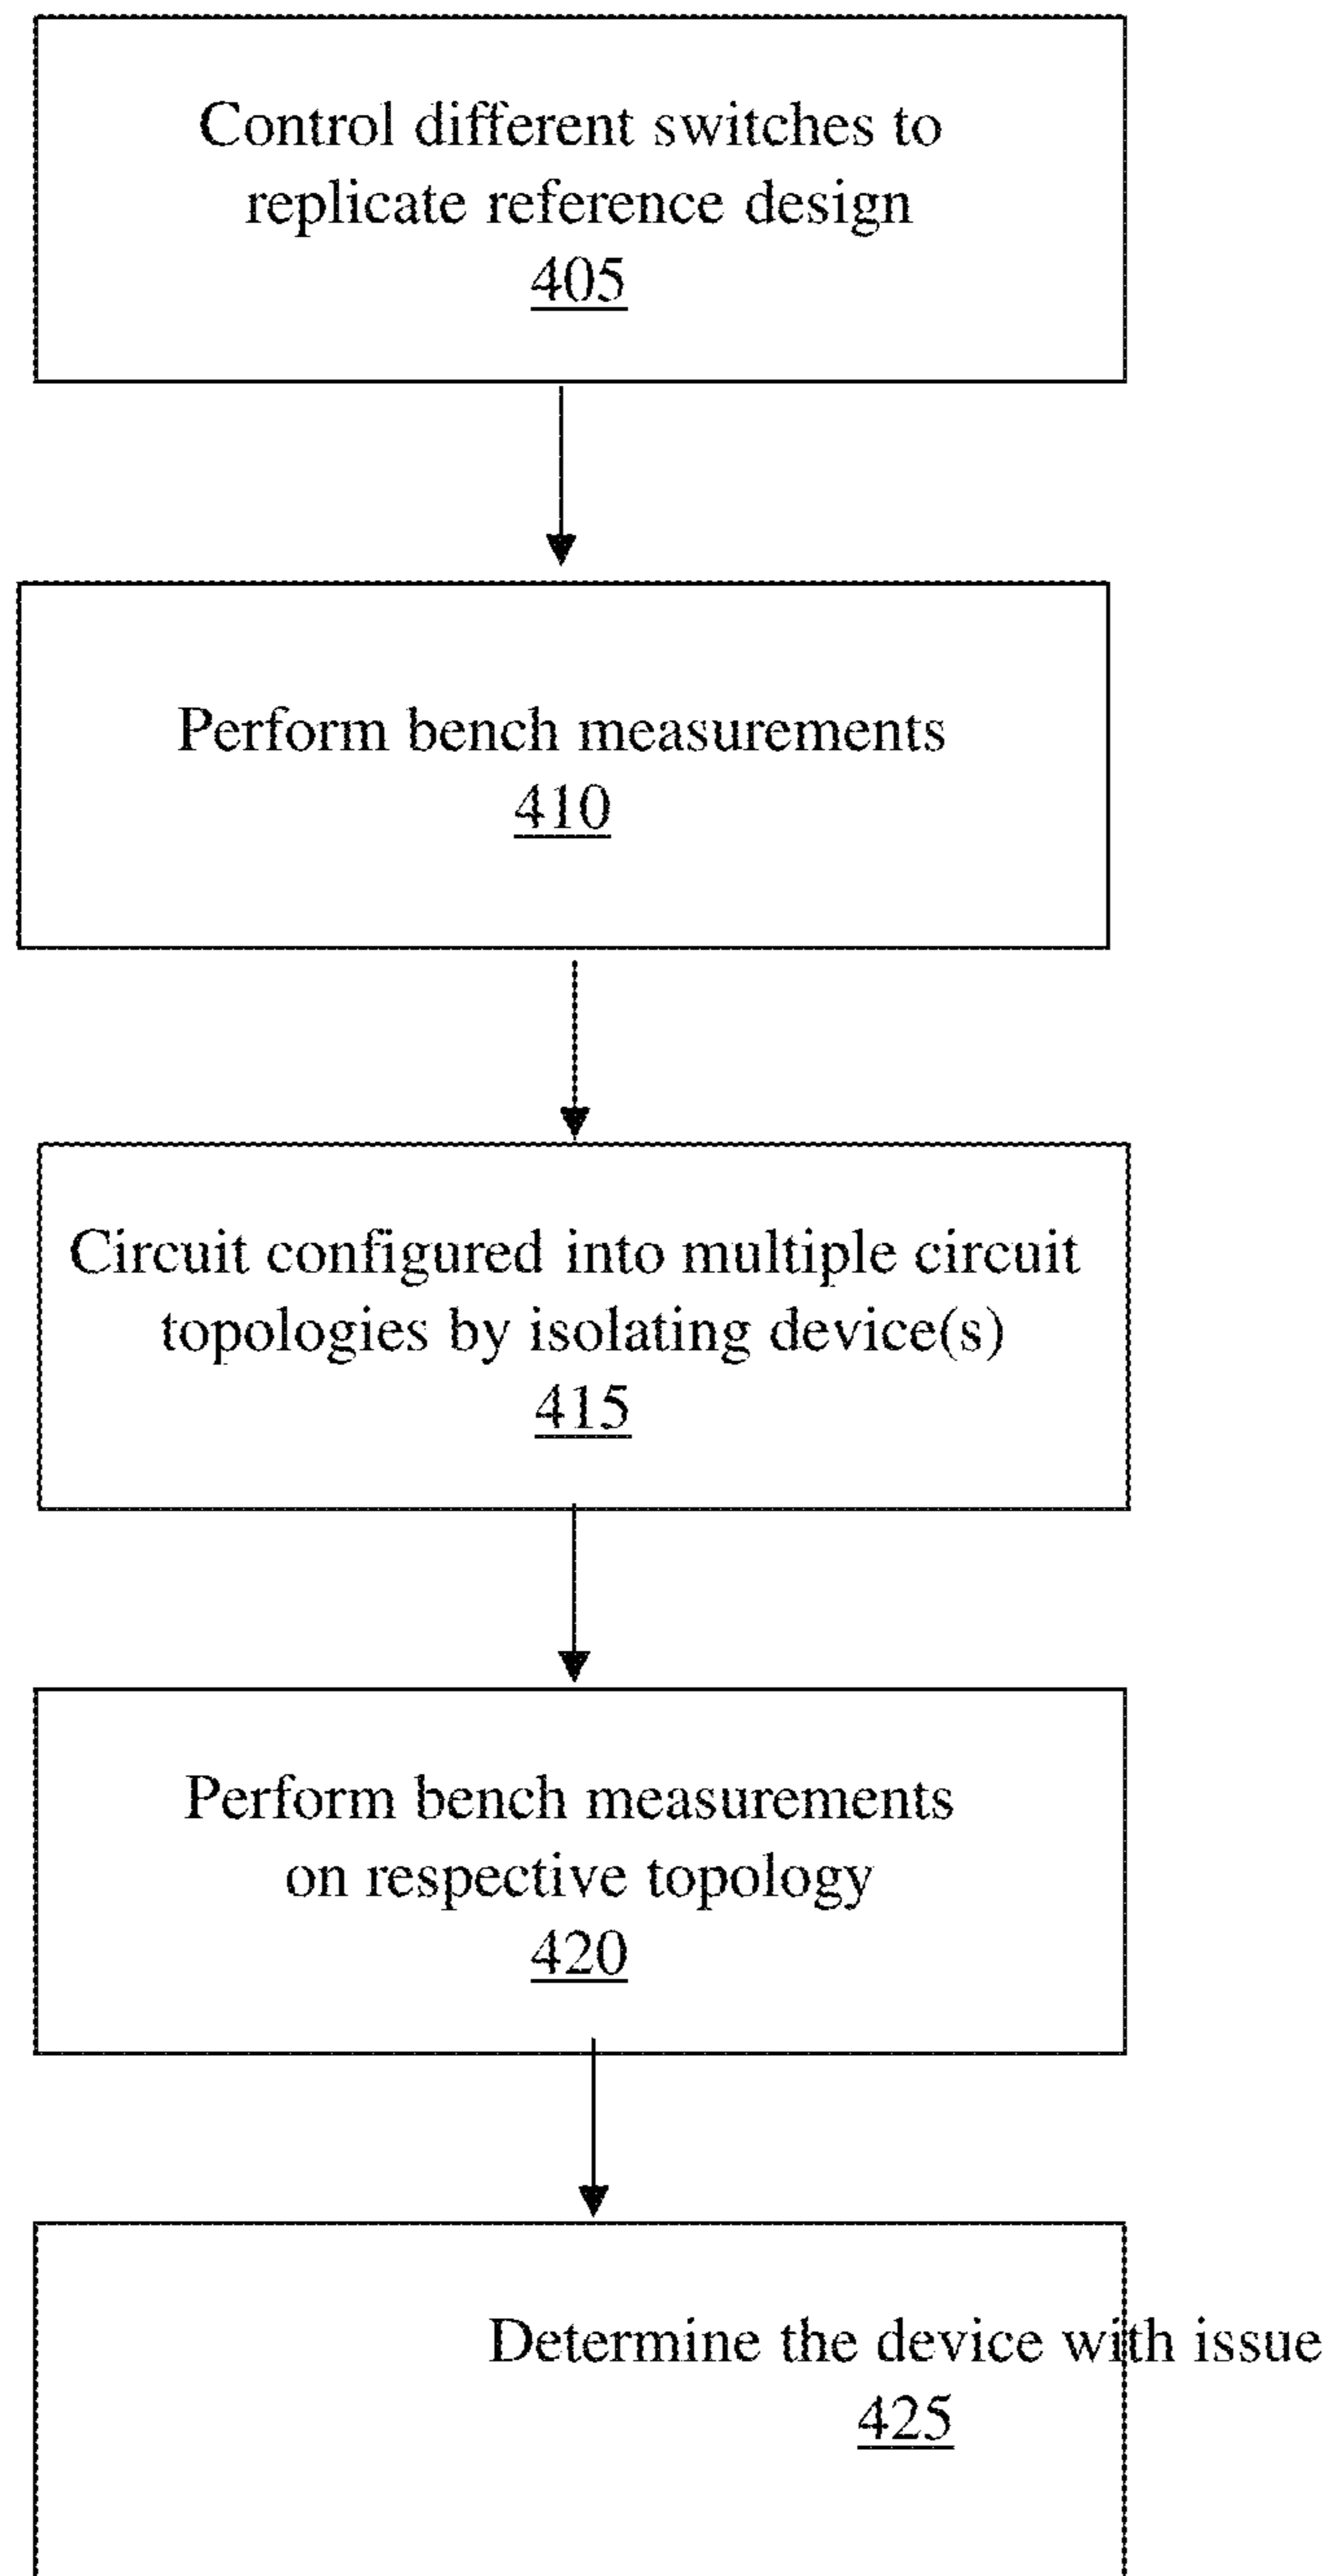 Control different switches to
replicate reference design
405
Perform bench measurements
410
Circuit configured into multiple circuit
topologies by isolating device(s)
415
Perform bench measurements
on respective topology
420
Determine the device with issue
425